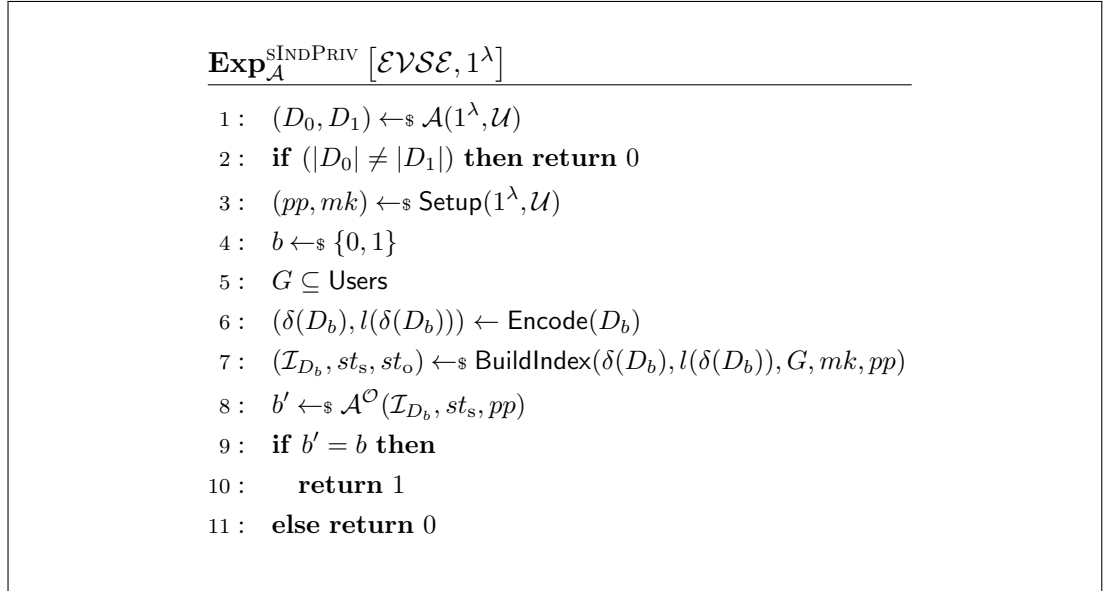 Exp_𝒜^{sIndPriv} [ℰ𝒱𝒮ℰ, 1^λ]
1 : (D_0, D_1) ←$ 𝒜(1^λ, 𝒰)
2 : if (|D_0| ≠ |D_1|) then return 0
3 : (pp, mk) ←$ Setup(1^λ, 𝒰)
4 : b ←$ {0, 1}
5 : G ⊆ Users
6 : (δ(D_b), l(δ(D_b))) ← Encode(D_b)
7 : (ℐ_{D_b}, st_s, st_o) ←$ BuildIndex(δ(D_b), l(δ(D_b)), G, mk, pp)
8 : b′ ←$ 𝒜^𝒪(ℐ_{D_b}, st_s, pp)
9 : if b′ = b then
10 : return 1
11 : else return 0